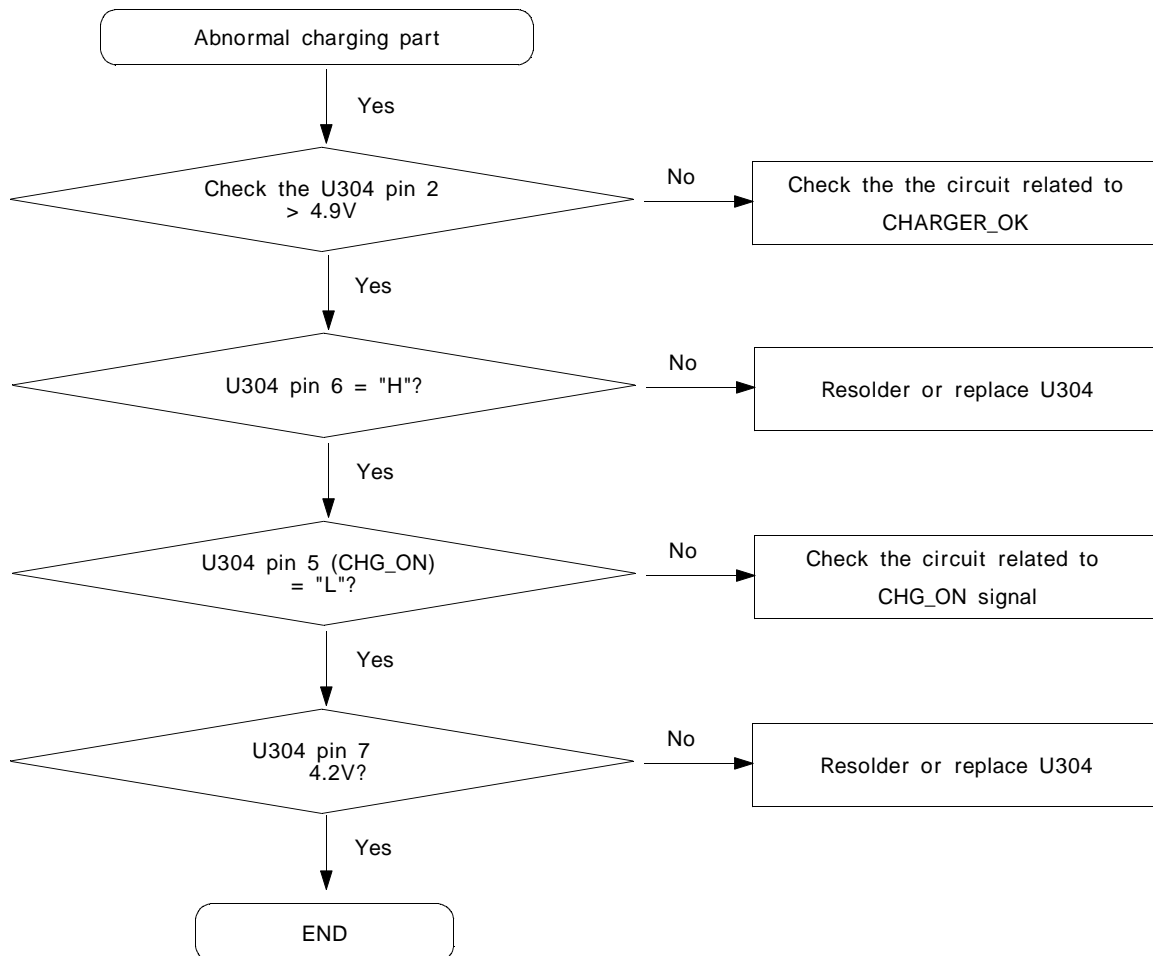 Abnormal charging part
Yes
Check the U304 pin 2
> 4.9V
No
Check the the circuit related to
CHARGER_OK
Yes
U304 pin 6 = "H"?
No
Resolder or replace U304
Yes
U304 pin 5 (CHG_ON)
= "L"?
No
Check the circuit related to
CHG_ON signal
Yes
U304 pin 7
4.2V?
No
Resolder or replace U304
Yes
END